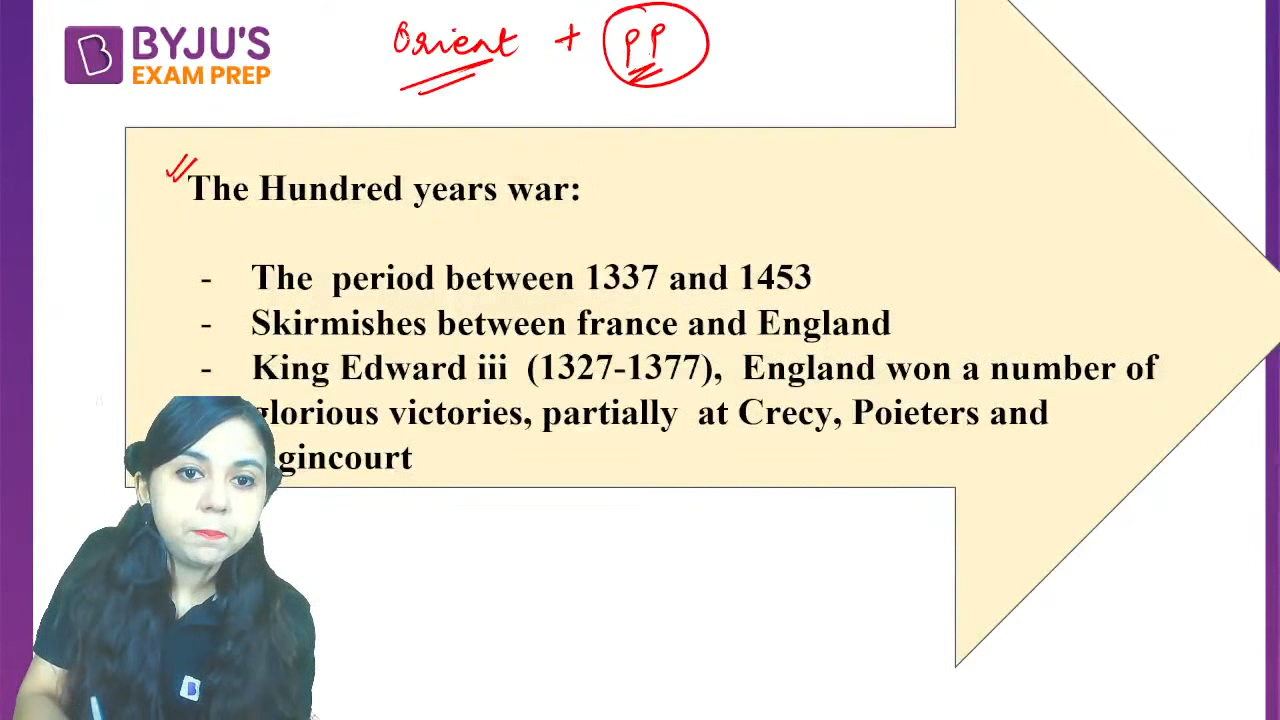 BYJU'S
EXAM PREP
Orient + PP
The Hundred years war:
- The period between 1337 and 1453
- Skirmishes between france and England
- King Edward iii (1327-1377), England won a number of
glorious victories, partially at Crecy, Poieters and
gincourt